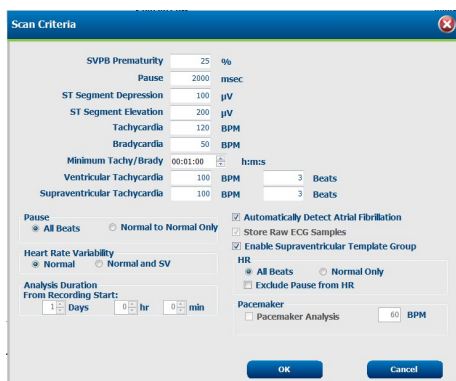 Scan Criteria
SVPB Prematurity 25 %
Pause 2000 msec
ST Segment Depression 100 µV
ST Segment Elevation 200 µV
Tachycardia 120 BPM
Bradycardia 50 BPM
Minimum Tachy/Brady 00:01:00 h:m:s
Ventricular Tachycardia 100 BPM 3 Beats
Supraventricular Tachycardia 100 BPM 3 Beats
Pause
All Beats Normal to Normal Only
Heart Rate Variability
Normal Normal and SV
Analysis Duration
From Recording Start:
1 Days 0 hr 0 min
Automatically Detect Atrial Fibrillation
Store Raw ECG Samples
Enable Supraventricular Template Group
HR
All Beats Normal Only
Exclude Pause from HR
Pacemaker
Pacemaker Analysis 60 BPM
OK Cancel